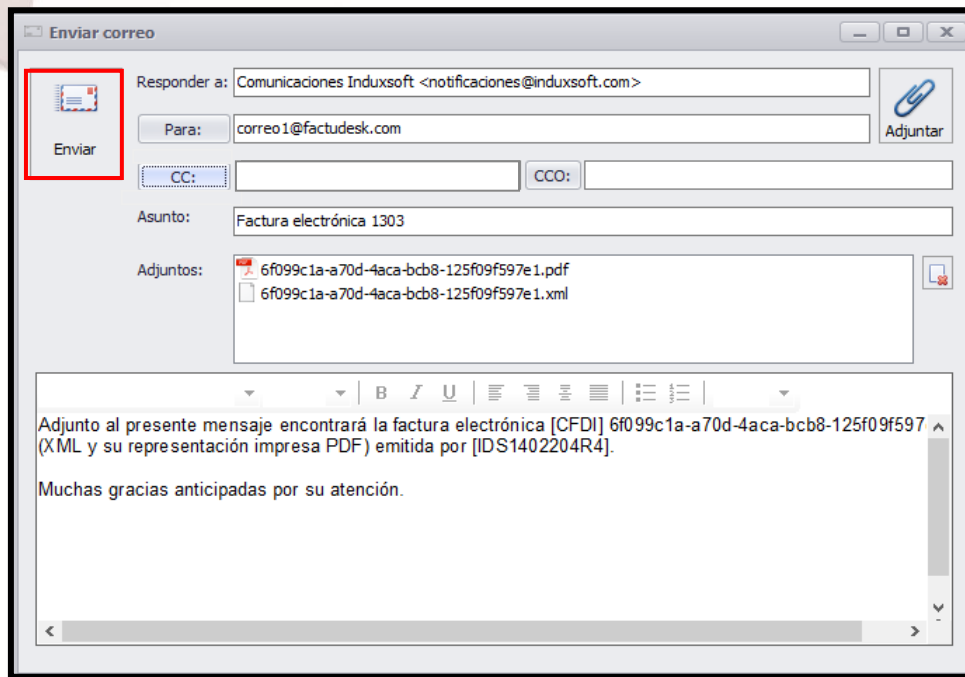 Enviar correo
Enviar
Responder a: Comunicaciones Induxsoft <notificaciones@induxsoft.com>
Adjuntar
Para: correo1@factudesk.com
CC: CCO:
Asunto: Factura electrónica 1303
Adjuntos: 6f099c1a-a70d-4aca-bcb8-125f09f597e1.pdf
6f099c1a-a70d-4aca-bcb8-125f09f597e1.xml
B I U
Adjunto al presente mensaje encontrará la factura electrónica [CFDI] 6f099c1a-a70d-4aca-bcb8-125f09f597
(XML y su representación impresa PDF) emitida por [IDS1402204R4].
Muchas gracias anticipadas por su atención.